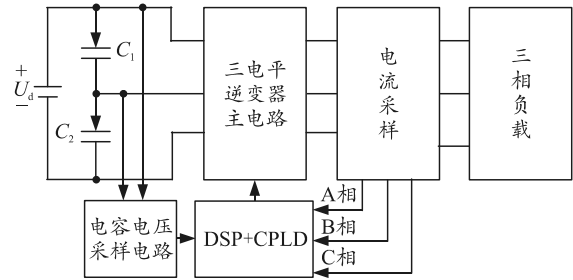 +
U_d
−
C₁
C₂
三电平
逆变器
主电路
电
流
采
样
三
相
负
载
电容电压
采样电路
DSP+CPLD
A相
B相
C相